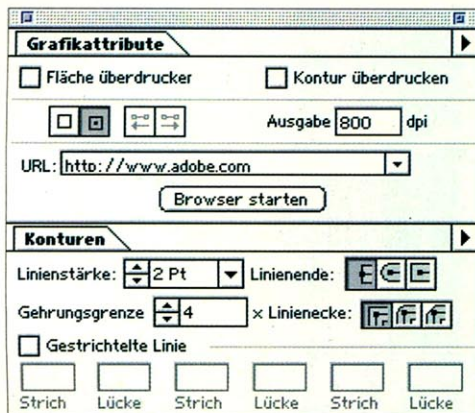 Grafikattribute
Fläche überdrucker Kontur überdrucken
Ausgabe 800 dpi
URL: http://www.adobe.com
Browser starten
Konturen
Linienstärke: 2 Pt Linienende:
Gehrungsgrenze 4 × Linienecke:
Gestrichtelte Linie
Strich Lücke Strich Lücke Strich Lücke